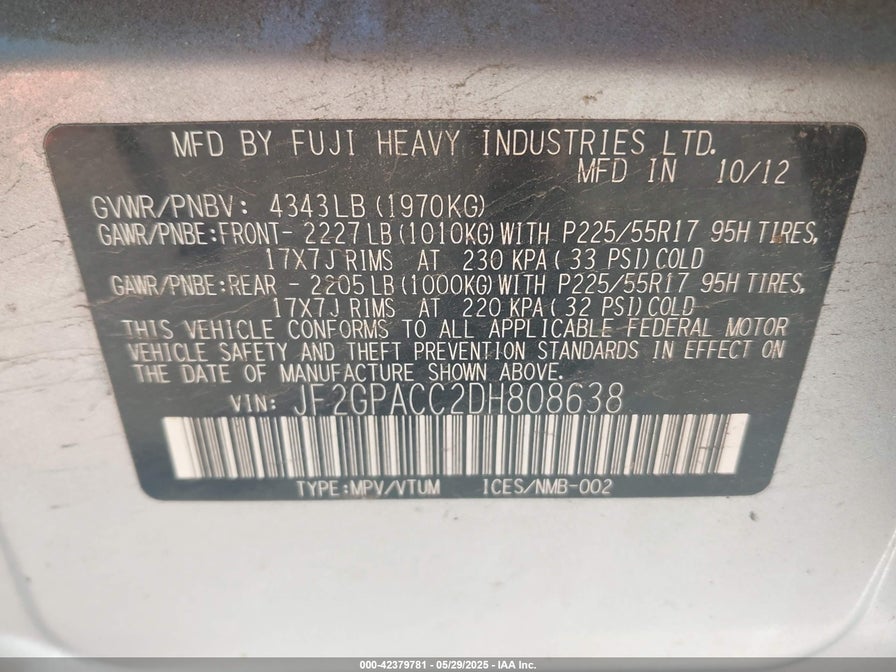 MFD BY FUJI HEAVY INDUSTRIES LTD.
MFD IN 10/12
GVWR/PNBV: 4343LB (1970KG)
GAWR/PNBE:FRONT- 2227LB (1010KG) WITH P225/55R17 95H TIRES,
17X7J RIMS AT 230 KPA ( 33 PSI) COLD
GAWR/PNBE:REAR - 2205LB (1000KG) WITH P225/55R17 95H TIRES,
17X7J RIMS AT 220 KPA ( 32 PSI) COLD
THIS VEHICLE CONFORMS TO ALL APPLICABLE FEDERAL MOTOR
VEHICLE SAFETY AND THEFT PREVENTION STANDARDS IN EFFECT ON
THE DATE OF MANUFACTURE SHOWN ABOVE.
VIN: JF2GPACC2DH808638
TYPE:MPV/VTUM ICES/NMB-002
000-42379781 - 05/29/2025 - IAA Inc.